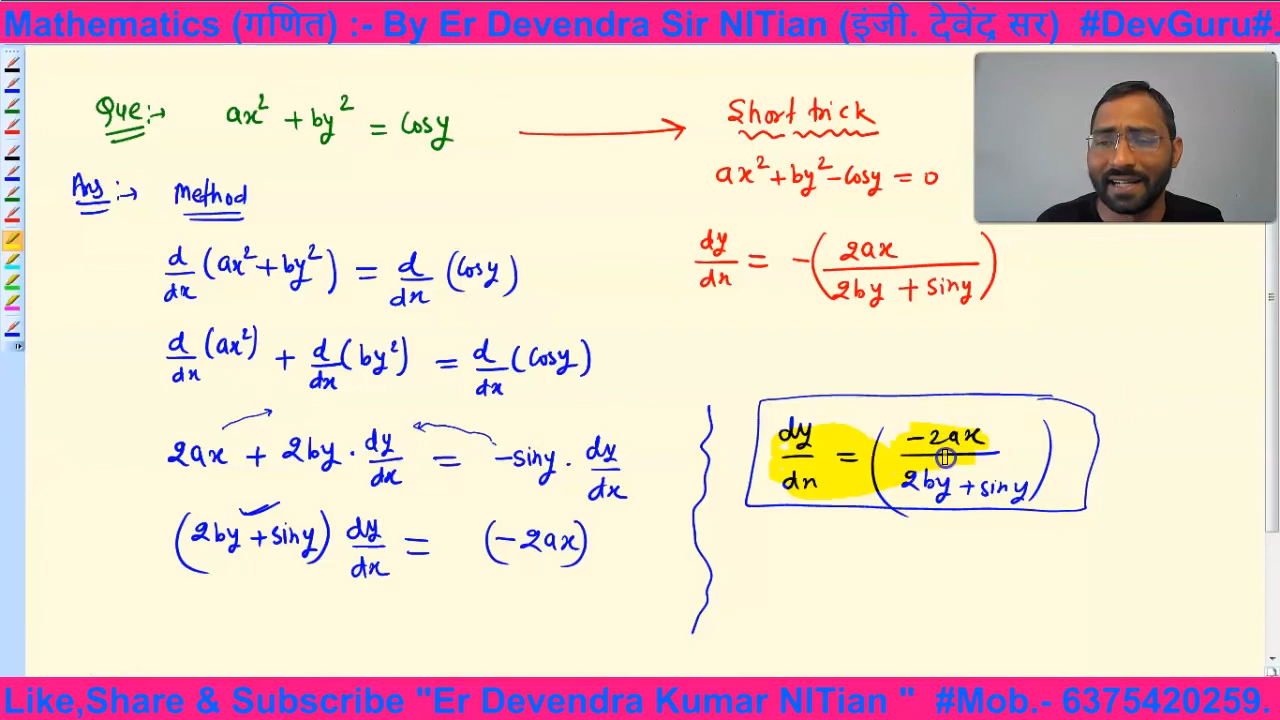 Mathematics (गणित) :- By Er Devendra Sir NITian (इंजी. देवेंद्र सर) #DevGuru#.
Que:→ ax² + by² = cosy
Ans:→ Method
d/dx (ax² + by²) = d/dx (cosy)
d/dx (ax²) + d/dx (by²) = d/dx (cosy)
2ax + 2by · dy/dx = -siny · dy/dx
(2by + siny) dy/dx = (-2ax)
Short trick
ax² + by² - cosy = 0
dy/dx = -(2ax / 2by + siny)
dy/dx = (-2ax / 2by + siny)
Like,Share & Subscribe "Er Devendra Kumar NITian " #Mob.- 6375420259.